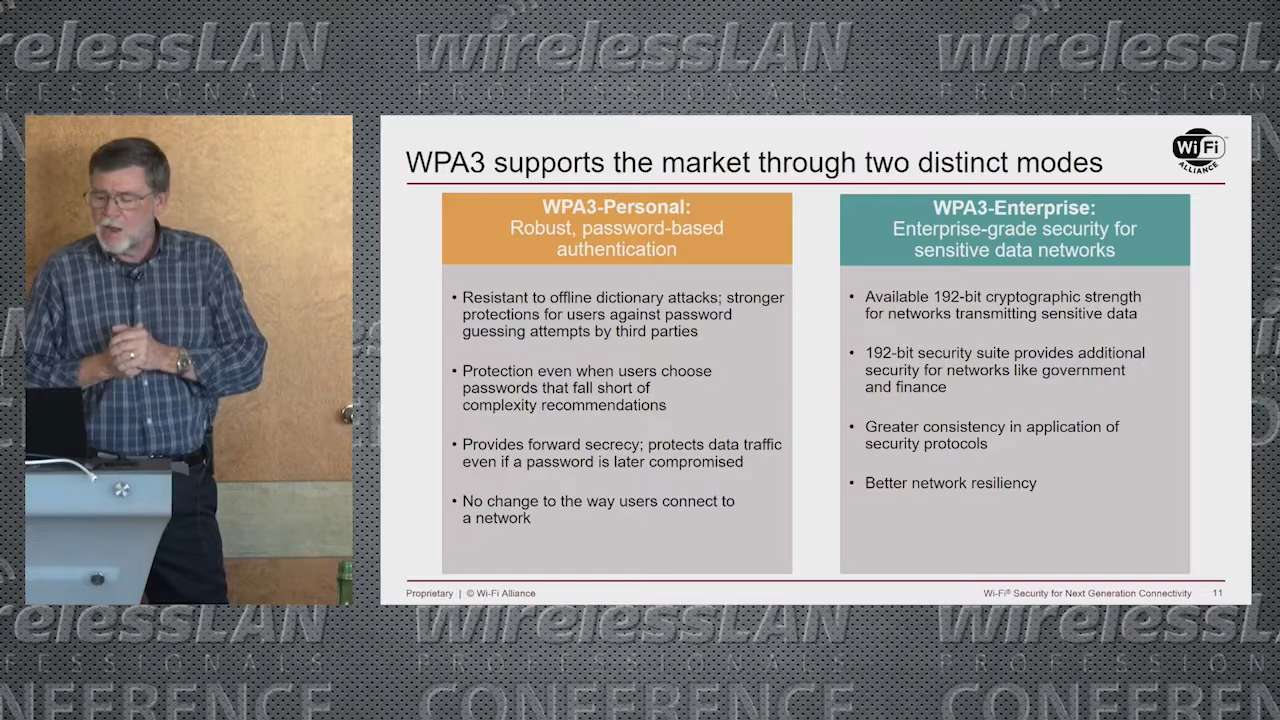 wirelessLAN
PROFESSIONALS
WPA3 supports the market through two distinct modes
Wi Fi
ALLIANCE
WPA3-Personal:
Robust, password-based
authentication
• Resistant to offline dictionary attacks; stronger
protections for users against password
guessing attempts by third parties
• Protection even when users choose
passwords that fall short of
complexity recommendations
• Provides forward secrecy; protects data traffic
even if a password is later compromised
• No change to the way users connect to
a network
WPA3-Enterprise:
Enterprise-grade security for
sensitive data networks
• Available 192-bit cryptographic strength
for networks transmitting sensitive data
• 192-bit security suite provides additional
security for networks like government
and finance
• Greater consistency in application of
security protocols
• Better network resiliency
Proprietary | © Wi-Fi Alliance
Wi-Fi® Security for Next Generation Connectivity 11
wirelessLAN
PROFESSIONALS
CONFERENCE